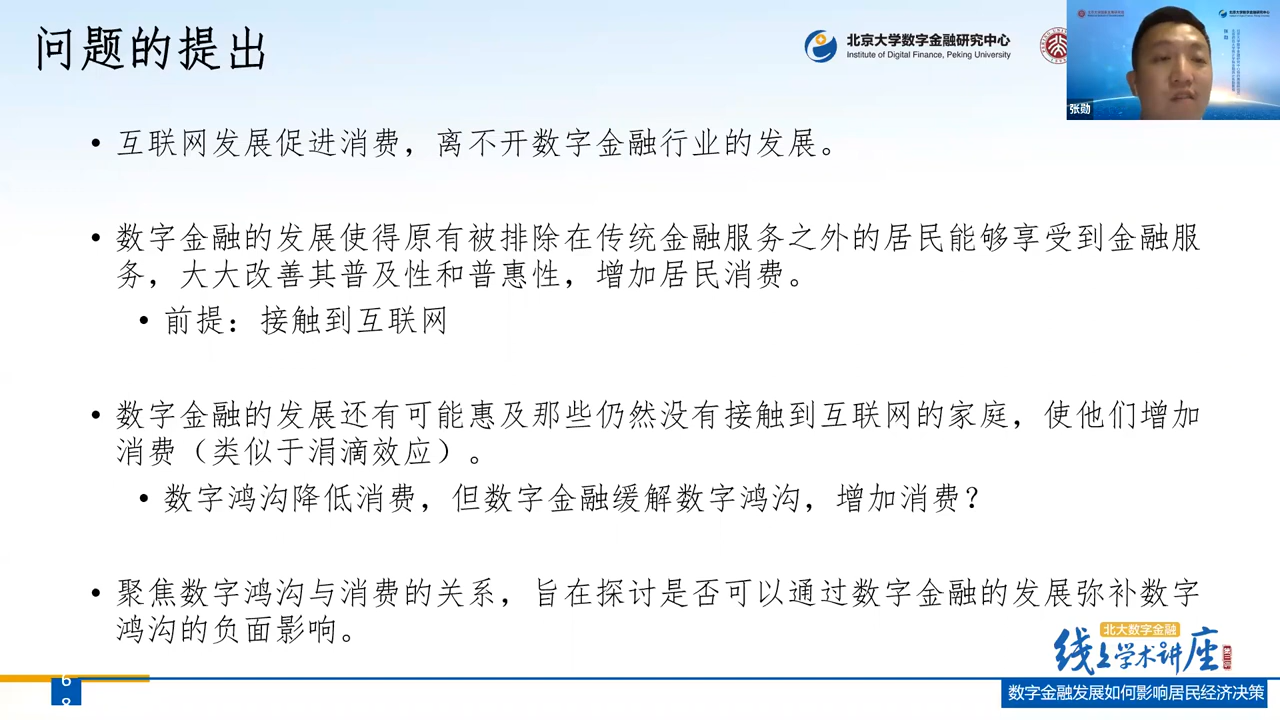 问题的提出
北京大学数字金融研究中心
Institute of Digital Finance, Peking University
张勋
• 互联网发展促进消费，离不开数字金融行业的发展。
• 数字金融的发展使得原有被排除在传统金融服务之外的居民能够享受到金融服
务，大大改善其普及性和普惠性，增加居民消费。
• 前提：接触到互联网
• 数字金融的发展还有可能惠及那些仍然没有接触到互联网的家庭，使他们增加
消费（类似于涓滴效应）。
• 数字鸿沟降低消费，但数字金融缓解数字鸿沟，增加消费？
• 聚焦数字鸿沟与消费的关系，旨在探讨是否可以通过数字金融的发展弥补数字
鸿沟的负面影响。
北大数字金融
线上学术讲座
数字金融发展如何影响居民经济决策
6
8